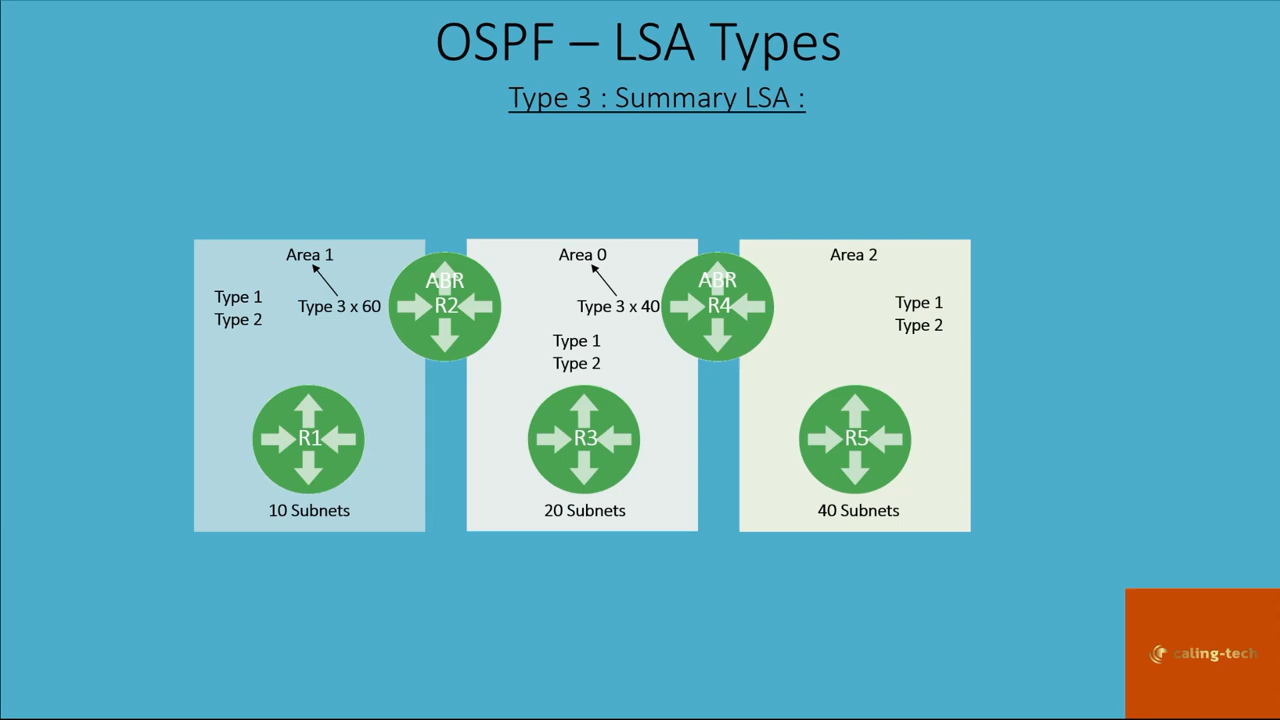 OSPF – LSA Types
Type 3 : Summary LSA :
Area 1
Type 1
Type 2
Type 3 x 60
ABR
R2
Area 0
Type 3 x 40
Type 1
Type 2
ABR
R4
Area 2
Type 1
Type 2
R1
R3
R5
10 Subnets
20 Subnets
40 Subnets
caling-tech